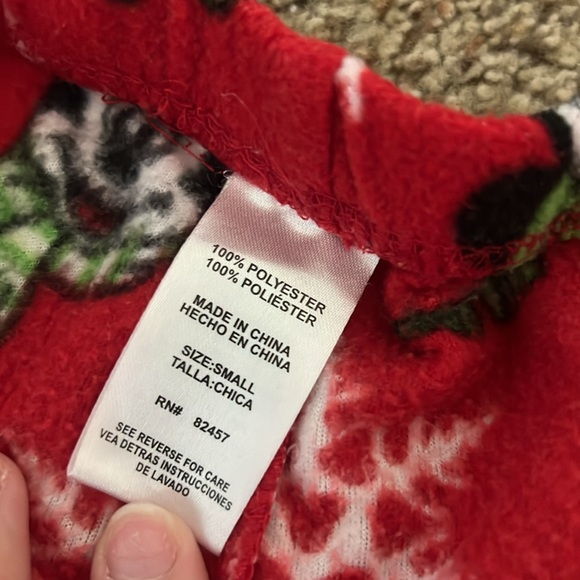 100% POLYESTER
100% POLIÉSTER
MADE IN CHINA
HECHO EN CHINA
SIZE:SMALL
TALLA:CHICA
RN# 82457
SEE REVERSE FOR CARE
VEA DETRAS INSTRUCCIONES
DE LAVADO